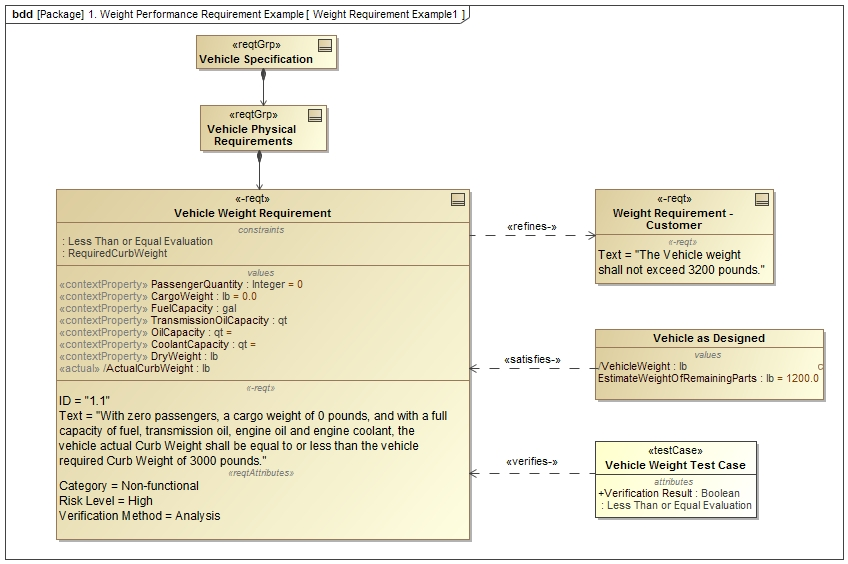 bdd [Package] 1. Weight Performance Requirement Example [ Weight Requirement Example1 ]
«reqtGrp»
Vehicle Specification
«reqtGrp»
Vehicle Physical
Requirements
«-reqt»
Vehicle Weight Requirement
constraints
: Less Than or Equal Evaluation
: RequiredCurbWeight
values
«contextProperty» PassengerQuantity : Integer = 0
«contextProperty» CargoWeight : lb = 0.0
«contextProperty» FuelCapacity : gal
«contextProperty» TransmissionOilCapacity : qt
«contextProperty» OilCapacity : qt =
«contextProperty» CoolantCapacity : qt =
«contextProperty» DryWeight : lb
«actual» /ActualCurbWeight : lb
«-reqt»
ID = "1.1"
Text = "With zero passengers, a cargo weight of 0 pounds, and with a full
capacity of fuel, transmission oil, engine oil and engine coolant, the
vehicle actual Curb Weight shall be equal to or less than the vehicle
required Curb Weight of 3000 pounds."
«reqtAttributes»
Category = Non-functional
Risk Level = High
Verification Method = Analysis
«refines-»
«-reqt»
Weight Requirement -
Customer
«-reqt»
Text = "The Vehicle weight
shall not exceed 3200 pounds."
«satisfies-»
Vehicle as Designed
values
/VehicleWeight : lb
EstimateWeightOfRemainingParts : lb = 1200.0
«verifies-»
«testCase»
Vehicle Weight Test Case
attributes
+Verification Result : Boolean
: Less Than or Equal Evaluation